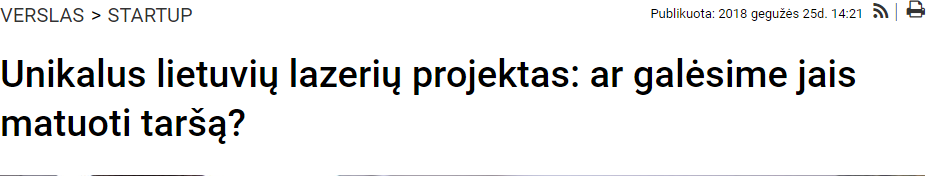 VERSLAS > STARTUP
Publikuota: 2018 gegužės 25d. 14:21
Unikalus lietuvių lazerių projektas: ar galėsime jais
matuoti taršą?